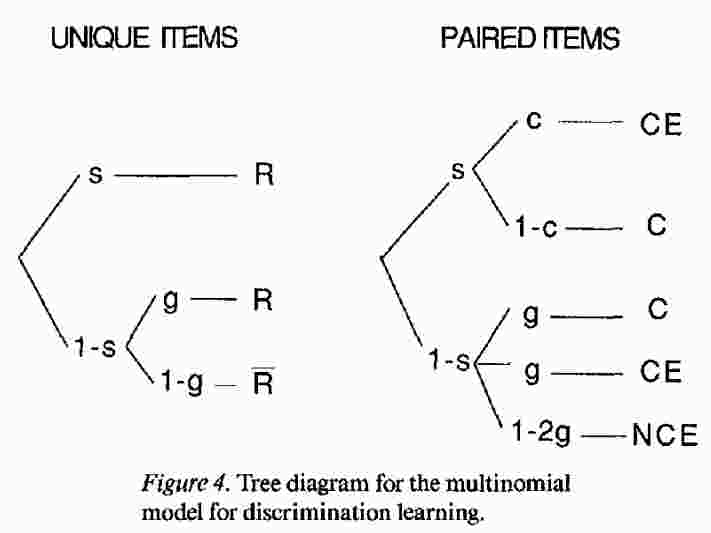 UNIQUE ITEMS
PAIRED ITEMS
s
R
1-s
g
R
1-g
R̅
s
c
CE
1-c
C
1-s
g
C
g
CE
1-2g
NCE
Figure 4. Tree diagram for the multinomial
model for discrimination learning.